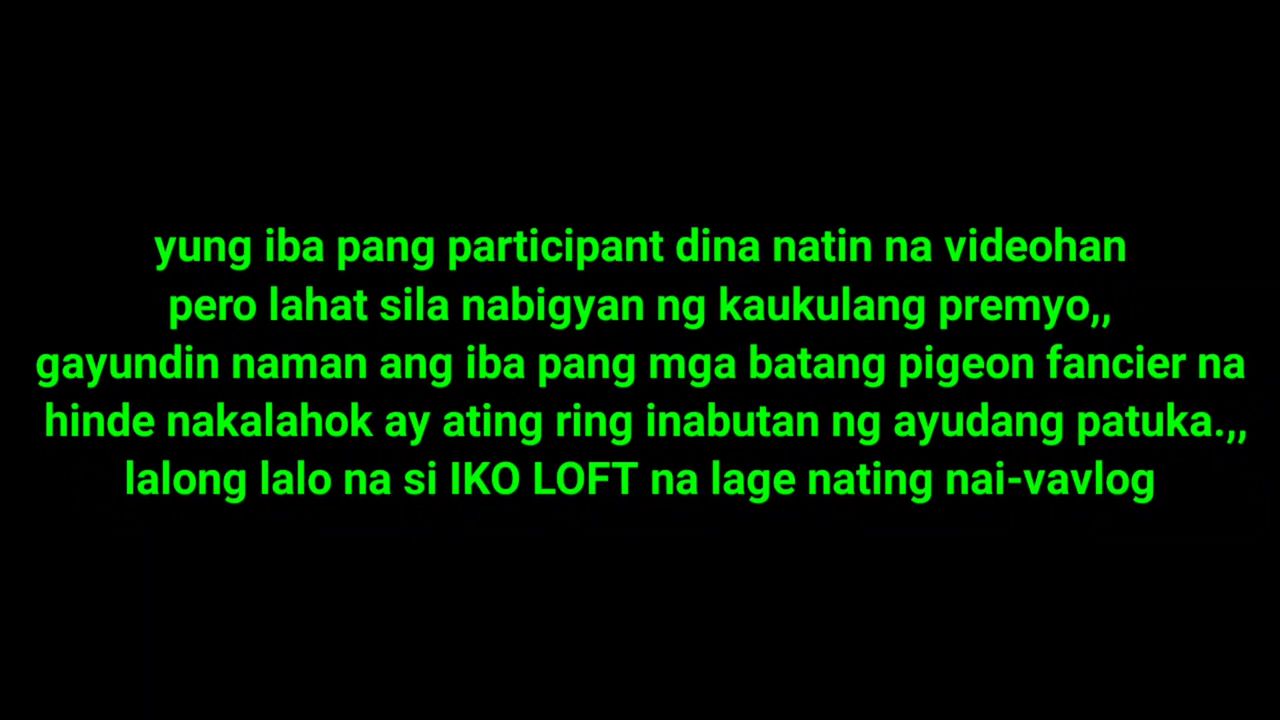 yung iba pang participant dina natin na videohan
pero lahat sila nabigyan ng kaukulang premyo,,
gayundin naman ang iba pang mga batang pigeon fancier na
hinde nakalahok ay ating ring inabutan ng ayudang patuka.,,
lalong lalo na si IKO LOFT na lage nating nai-vavlog